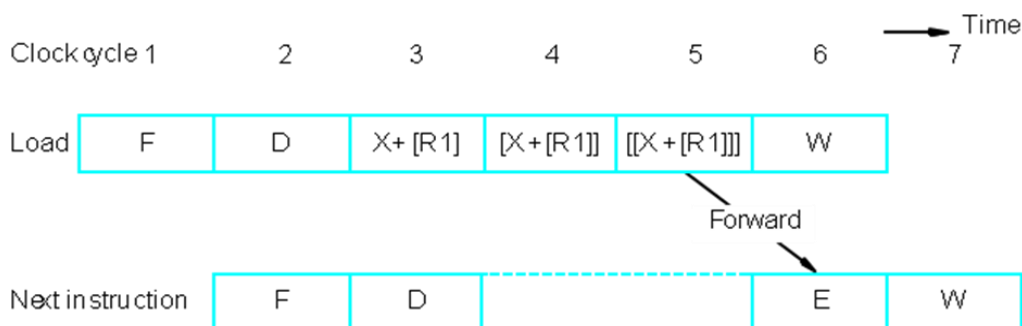 Time
Clock cycle 1 2 3 4 5 6 7
Load F D X+ [R1] [X+[R1]] [[X+[R1]]] W
Forward
Next instruction F D E W